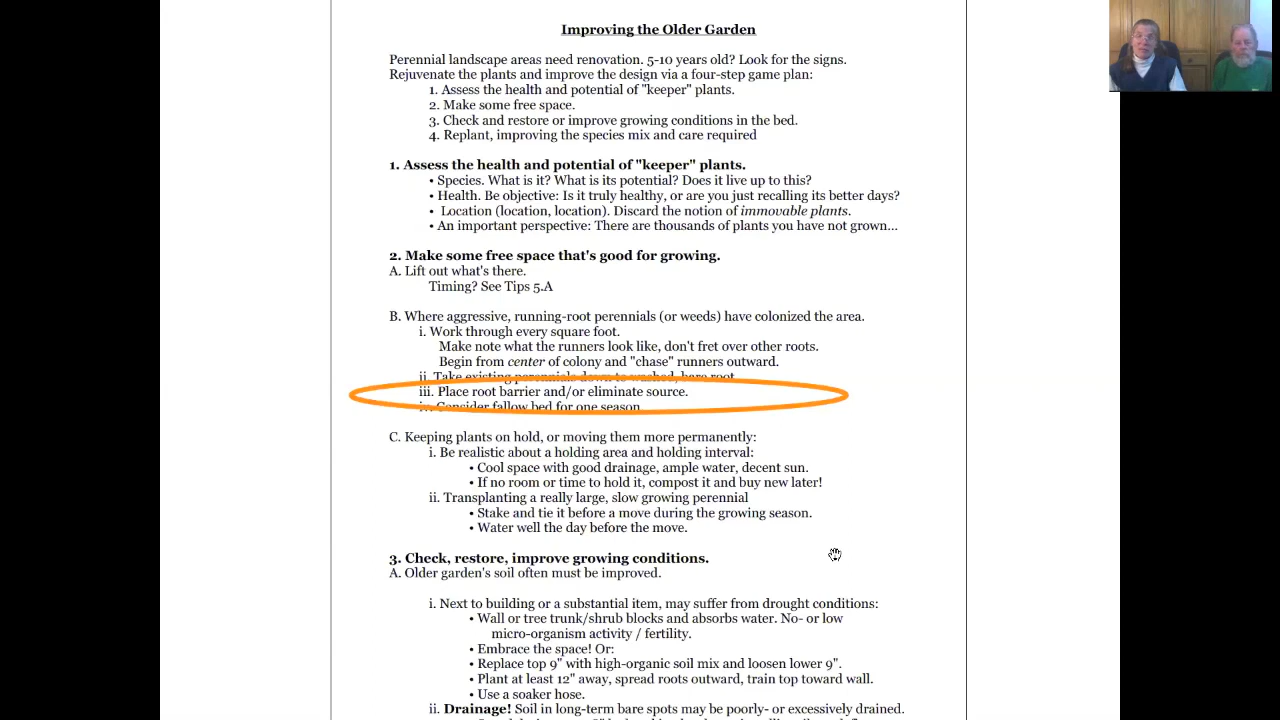 Improving the Older Garden
Perennial landscape areas need renovation. 5-10 years old? Look for the signs.
Rejuvenate the plants and improve the design via a four-step game plan:
1. Assess the health and potential of "keeper" plants.
2. Make some free space.
3. Check and restore or improve growing conditions in the bed.
4. Replant, improving the species mix and care required
1. Assess the health and potential of "keeper" plants.
• Species. What is it? What is its potential? Does it live up to this?
• Health. Be objective: Is it truly healthy, or are you just recalling its better days?
• Location (location, location). Discard the notion of immovable plants.
• An important perspective: There are thousands of plants you have not grown...
2. Make some free space that's good for growing.
A. Lift out what's there.
Timing? See Tips 5.A
B. Where aggressive, running-root perennials (or weeds) have colonized the area.
i. Work through every square foot.
Make note what the runners look like, don't fret over other roots.
Begin from center of colony and "chase" runners outward.
ii. Take existing perennials down to washed, bare root.
iii. Place root barrier and/or eliminate source.
iv. Consider fallow bed for one season.
C. Keeping plants on hold, or moving them more permanently:
i. Be realistic about a holding area and holding interval:
• Cool space with good drainage, ample water, decent sun.
• If no room or time to hold it, compost it and buy new later!
ii. Transplanting a really large, slow growing perennial
• Stake and tie it before a move during the growing season.
• Water well the day before the move.
3. Check, restore, improve growing conditions.
A. Older garden's soil often must be improved.
i. Next to building or a substantial item, may suffer from drought conditions:
• Wall or tree trunk/shrub blocks and absorbs water. No- or low
micro-organism activity / fertility.
• Embrace the space! Or:
• Replace top 9" with high-organic soil mix and loosen lower 9".
• Plant at least 12" away, spread roots outward, train top toward wall.
• Use a soaker hose.
ii. Drainage! Soil in long-term bare spots may be poorly- or excessively drained.